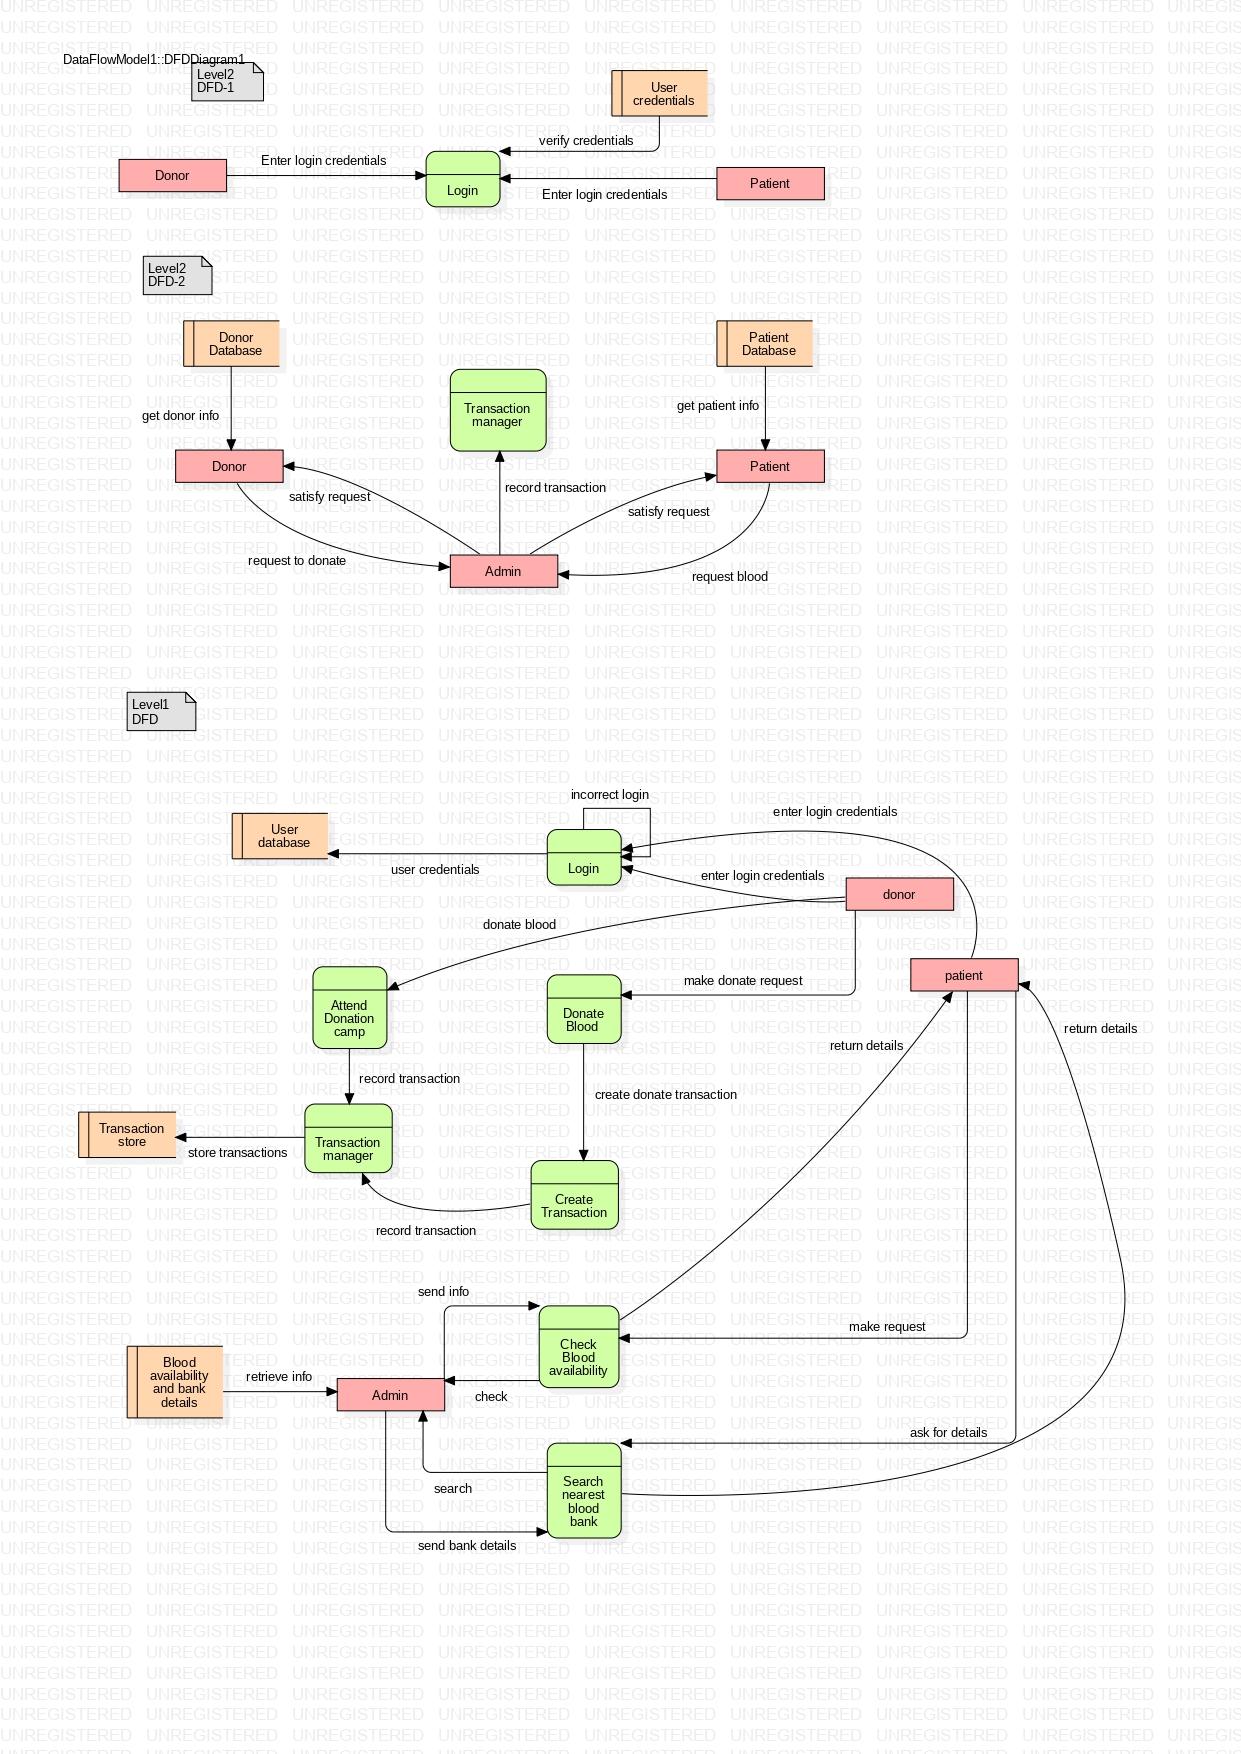 DataFlowModel1::DFDDiagram1
Level2
DFD-1
User
credentials
verify credentials
Enter login credentials
Donor
Login
Patient
Enter login credentials
Level2
DFD-2
Donor
Database
Patient
Database
Transaction
manager
get donor info
get patient info
Donor
Patient
satisfy request
record transaction
satisfy request
request to donate
Admin
request blood
Level1
DFD
incorrect login
enter login credentials
User
database
user credentials
Login
enter login credentials
donor
donate blood
make donate request
patient
Attend
Donation
camp
Donate
Blood
return details
return details
record transaction
create donate transaction
Transaction
store
store transactions
Transaction
manager
Create
Transaction
record transaction
send info
make request
Check
Blood
availability
Blood
availability
and bank
details
retrieve info
Admin
check
ask for details
search
Search
nearest
blood
bank
send bank details
UNREGISTERED